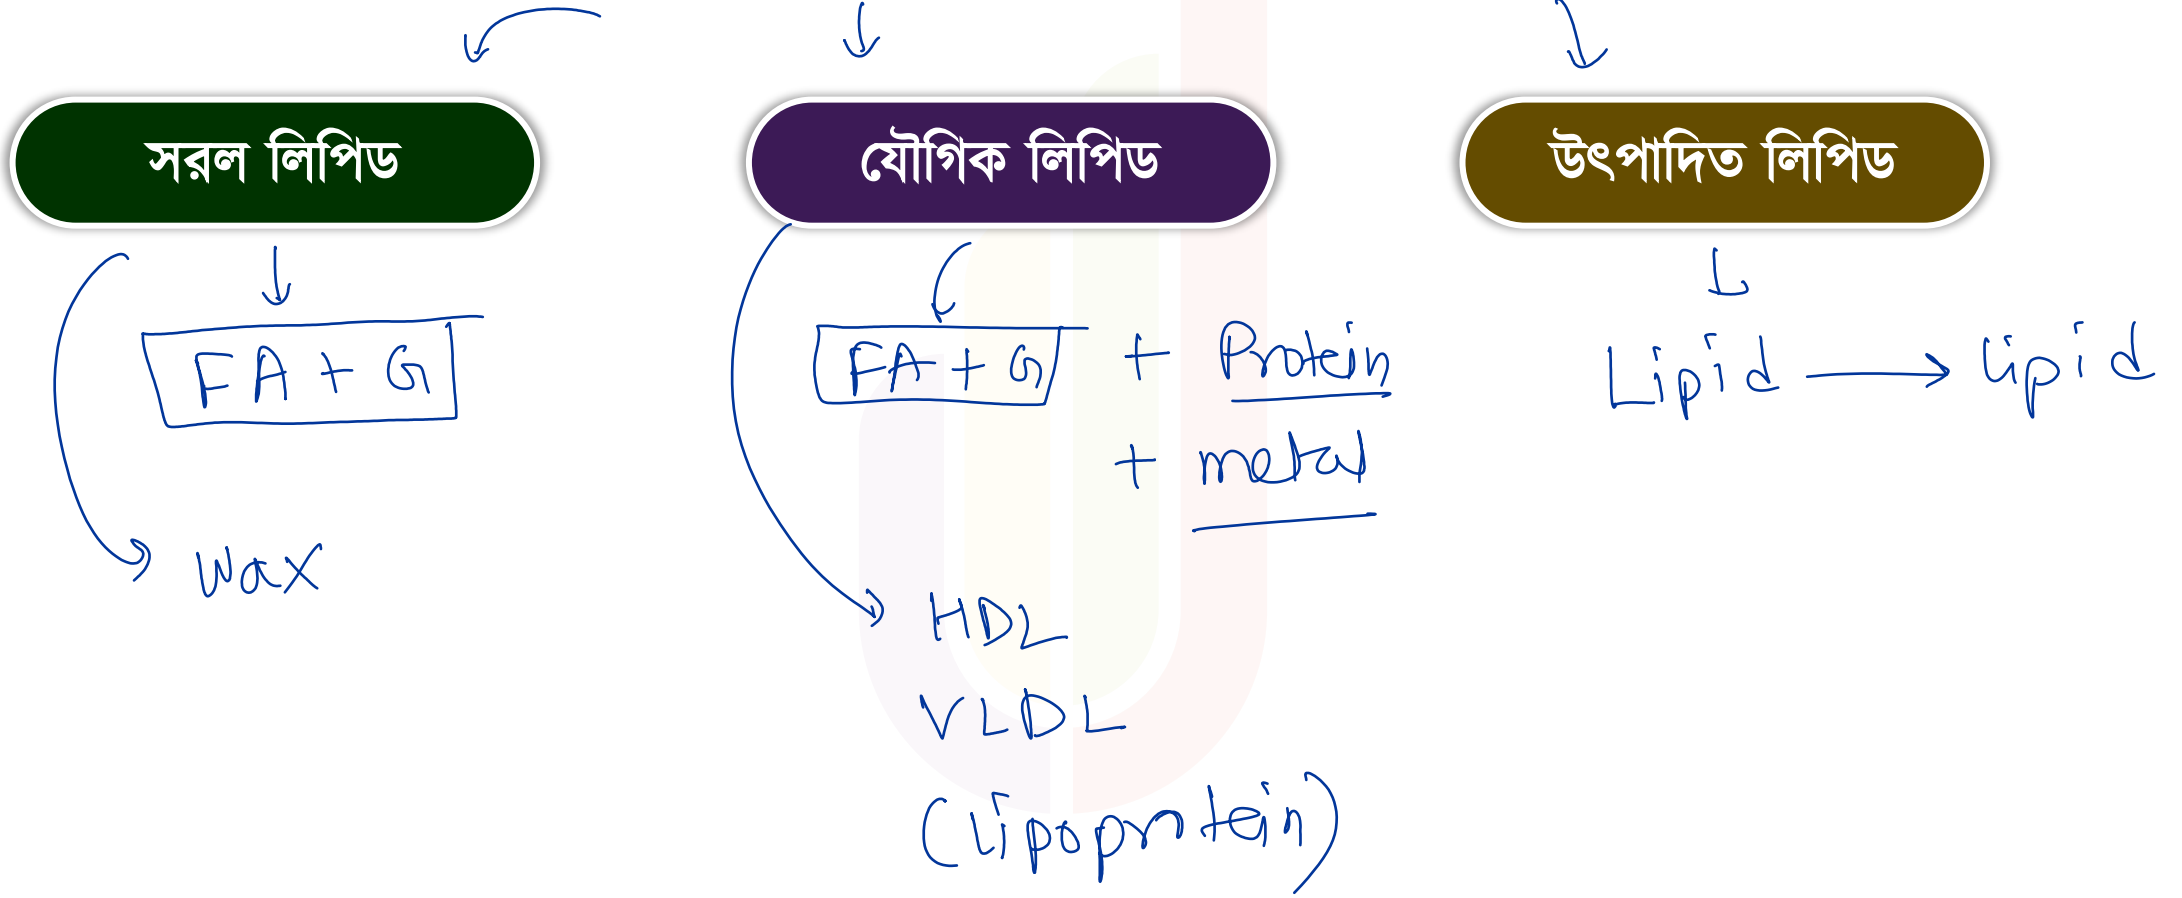 সরল লিপিড
FA + G
Wax
যৌগিক লিপিড
FA + G + Protein
+ metal
HDL
VLDL
(Lipoprotein)
উৎপাদিত লিপিড
Lipid → Lipid